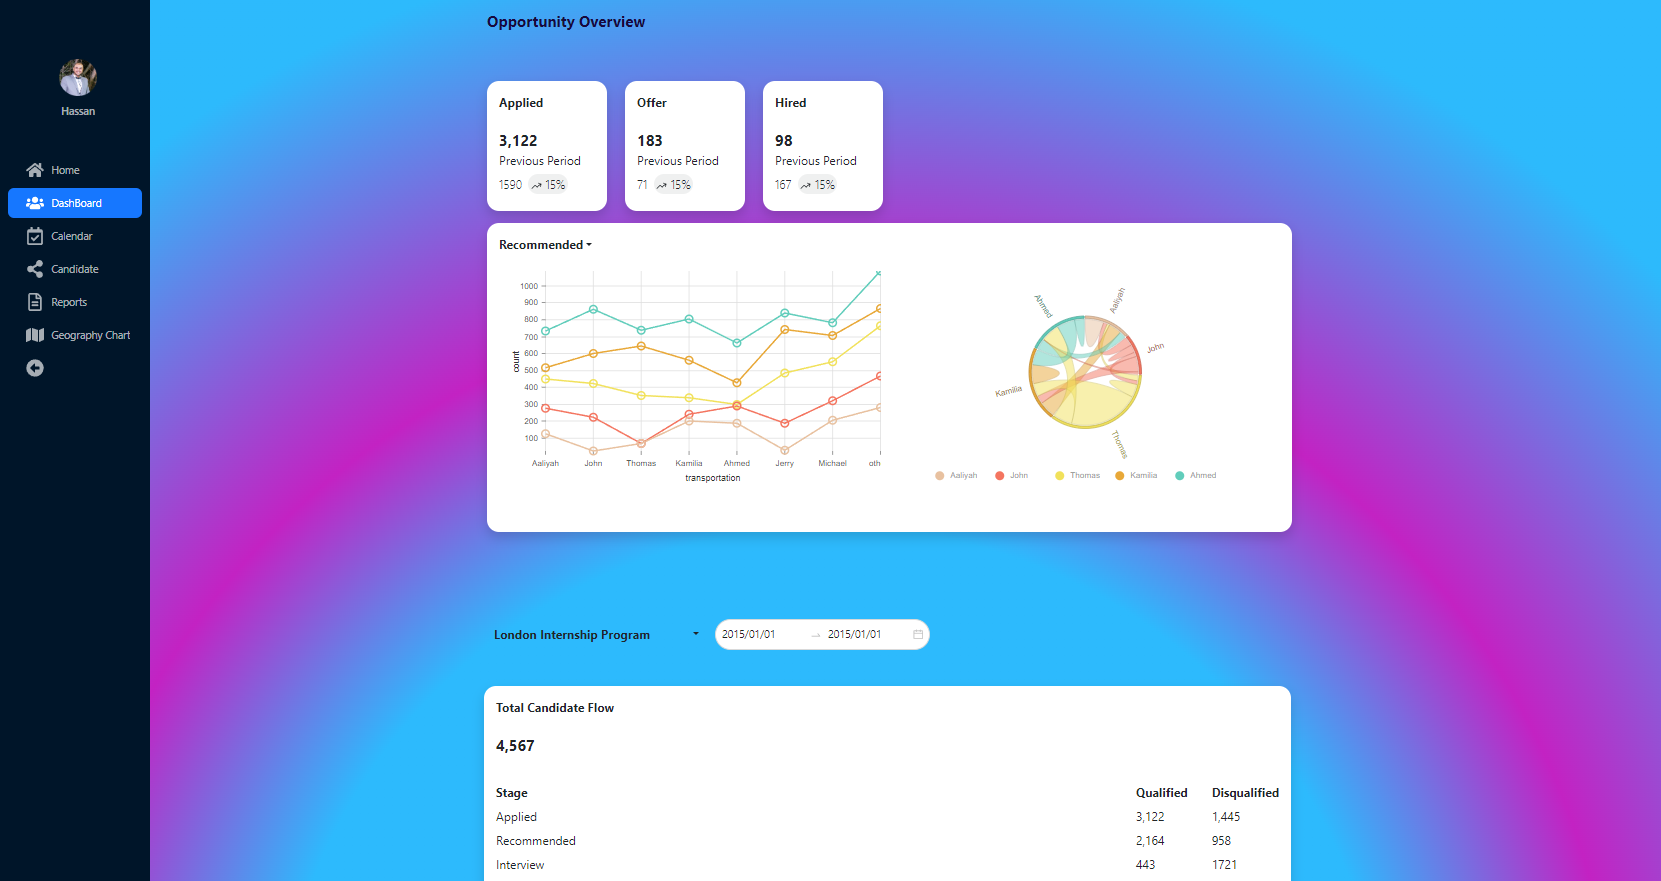 Hassan
Home
DashBoard
Calendar
Candidate
Reports
Geography Chart
Opportunity Overview
Applied
3,122
Previous Period
1590 15%
Offer
183
Previous Period
71 15%
Hired
98
Previous Period
167 15%
Recommended
1000
900
800
700
600
500
400
300
200
100
count
Aaliyah John Thomas Kamilia Ahmed Jerry Michael oth
transportation
Ahmed
Aaliyah
John
Kamilia
Thomas
Aaliyah John Thomas Kamilia Ahmed
London Internship Program
2015/01/01 → 2015/01/01
Total Candidate Flow
4,567
Stage Qualified Disqualified
Applied 3,122 1,445
Recommended 2,164 958
Interview 443 1721